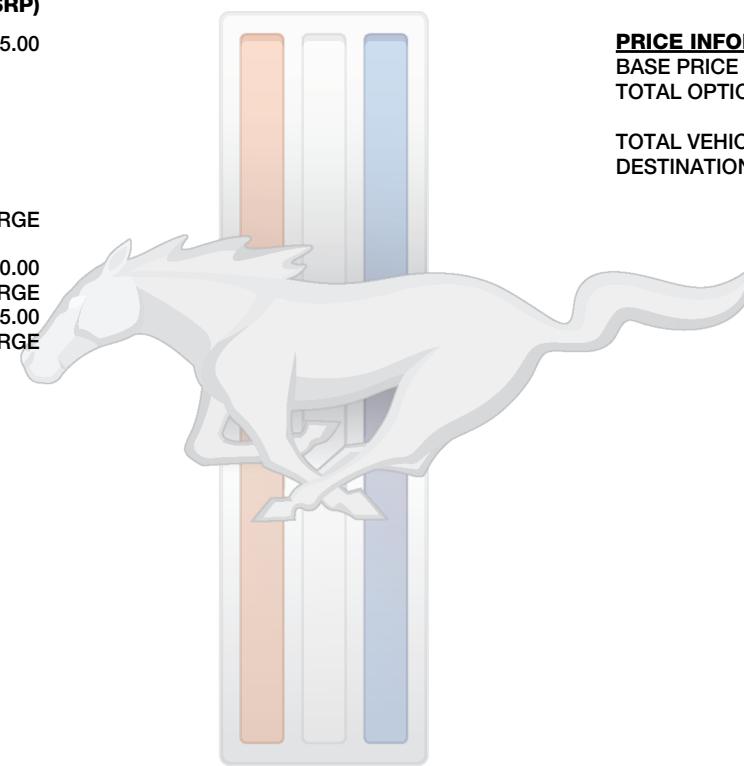 SRP)
5.00
RGE
0.00
RGE
5.00
RGE
PRICE INFO
BASE PRICE
TOTAL OPTIO
TOTAL VEHIC
DESTINATION